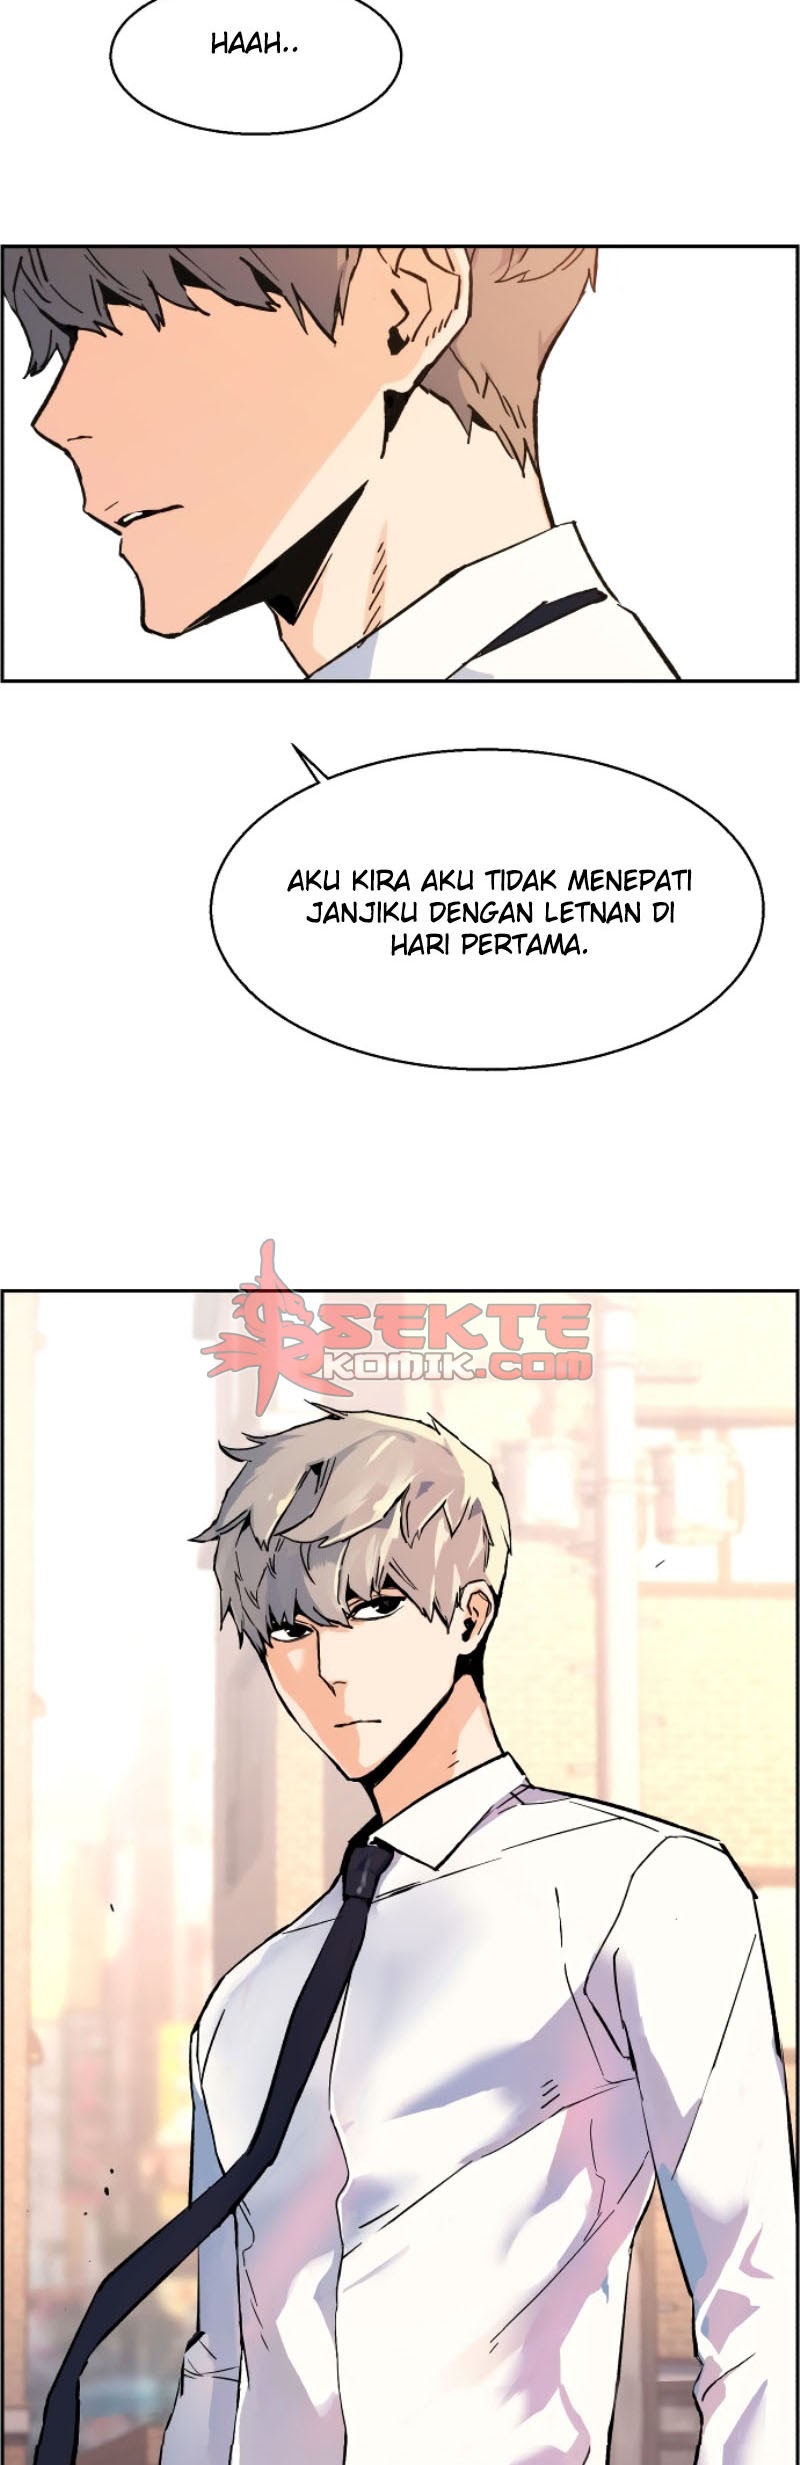 HAAH..
AKU KIRA AKU TIDAK MENEPATI
JANJIKU DENGAN LETNAN DI
HARI PERTAMA.
SEKTE
KOMIK.COM